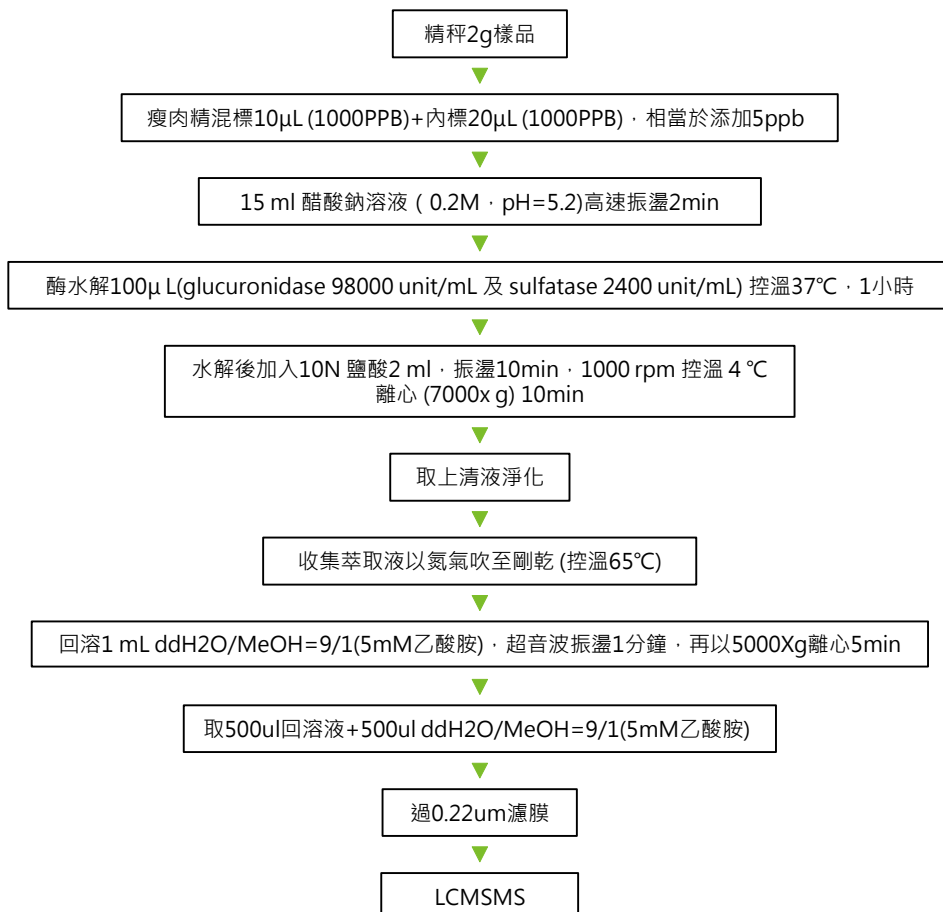 精秤2g樣品
瘦肉精混標10µL (1000PPB)+內標20µL (1000PPB)，相當於添加5ppb
15 ml 醋酸鈉溶液 ( 0.2M，pH=5.2)高速振盪2min
酶水解100µ L(glucuronidase 98000 unit/mL 及 sulfatase 2400 unit/mL) 控溫37℃，1小時
水解後加入10N 鹽酸2 ml，振盪10min，1000 rpm 控溫 4 ℃
離心 (7000x g) 10min
取上清液淨化
收集萃取液以氮氣吹至剛乾 (控溫65℃)
回溶1 mL ddH2O/MeOH=9/1(5mM乙酸胺)，超音波振盪1分鐘，再以5000Xg離心5min
取500ul回溶液+500ul ddH2O/MeOH=9/1(5mM乙酸胺)
過0.22um濾膜
LCMSMS